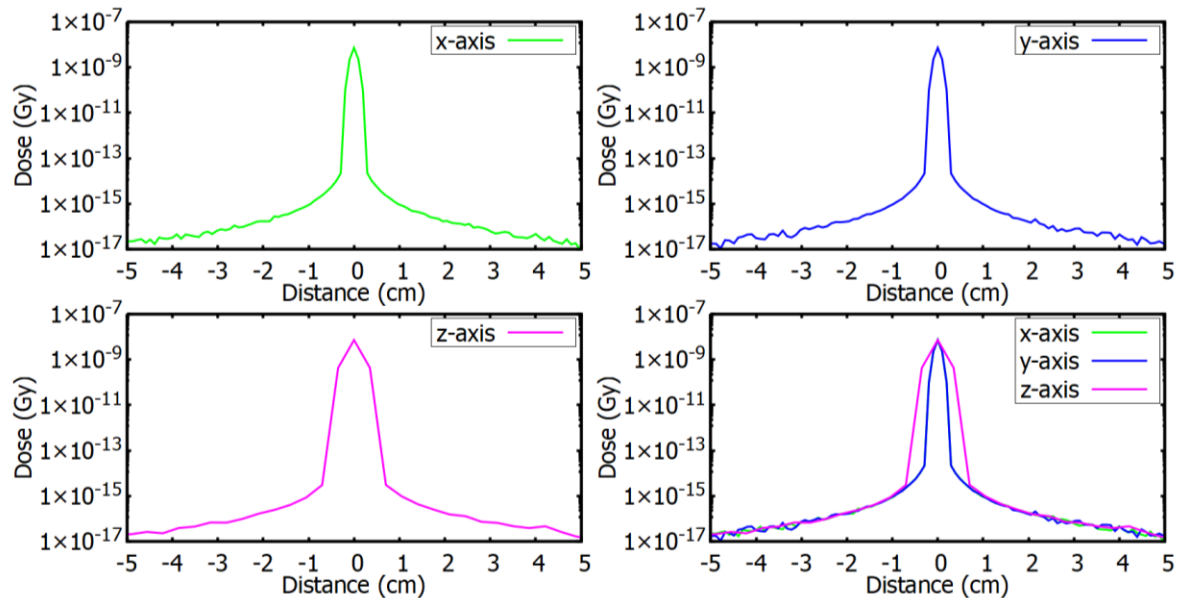 1×10⁻⁷
1×10⁻⁹
1×10⁻¹¹
1×10⁻¹³
1×10⁻¹⁵
1×10⁻¹⁷
Dose (Gy)
x-axis
-5 -4 -3 -2 -1 0 1 2 3 4 5
Distance (cm)
1×10⁻⁷
1×10⁻⁹
1×10⁻¹¹
1×10⁻¹³
1×10⁻¹⁵
1×10⁻¹⁷
Dose (Gy)
y-axis
-5 -4 -3 -2 -1 0 1 2 3 4 5
Distance (cm)
1×10⁻⁷
1×10⁻⁹
1×10⁻¹¹
1×10⁻¹³
1×10⁻¹⁵
1×10⁻¹⁷
Dose (Gy)
z-axis
-5 -4 -3 -2 -1 0 1 2 3 4 5
Distance (cm)
1×10⁻⁷
1×10⁻⁹
1×10⁻¹¹
1×10⁻¹³
1×10⁻¹⁵
1×10⁻¹⁷
Dose (Gy)
x-axis
y-axis
z-axis
-5 -4 -3 -2 -1 0 1 2 3 4 5
Distance (cm)